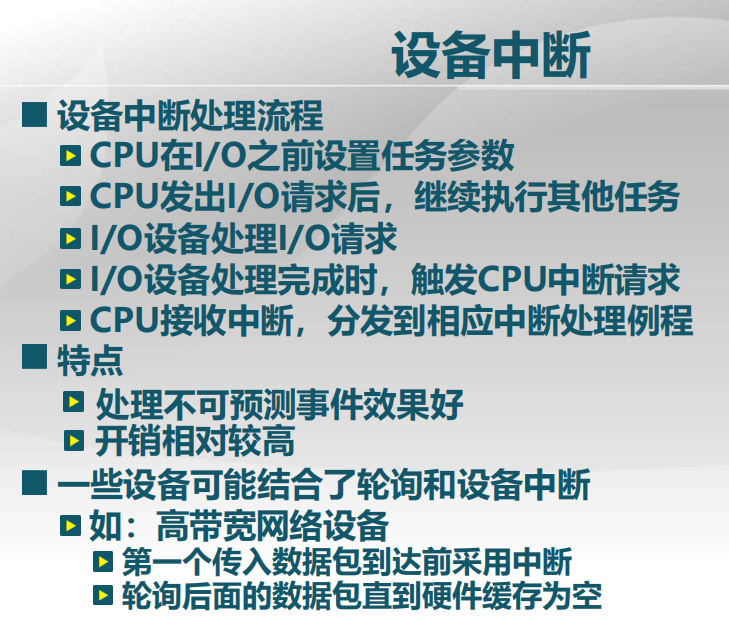 设备中断
设备中断处理流程
CPU在I/O之前设置任务参数
CPU发出I/O请求后，继续执行其他任务
I/O设备处理I/O请求
I/O设备处理完成时，触发CPU中断请求
CPU接收中断，分发到相应中断处理例程
特点
处理不可预测事件效果好
开销相对较高
一些设备可能结合了轮询和设备中断
如：高带宽网络设备
第一个传入数据包到达前采用中断
轮询后面的数据包直到硬件缓存为空